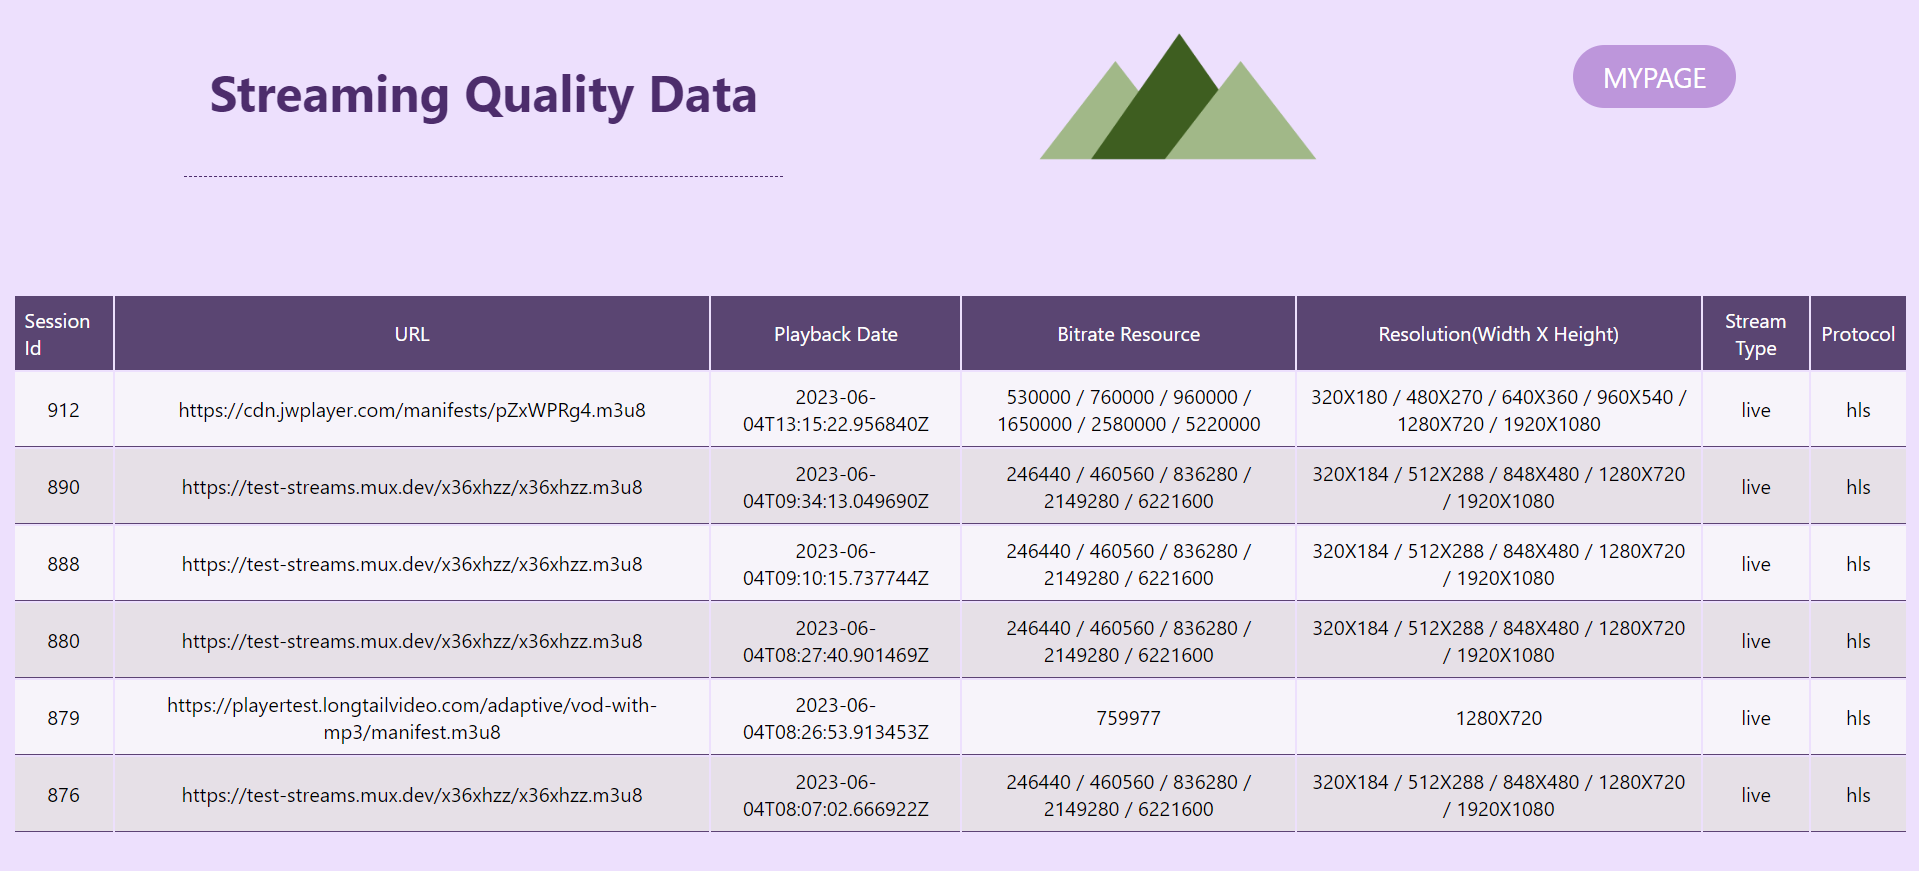 Streaming Quality Data
MYPAGE
Session
Id
URL
Playback Date
Bitrate Resource
Resolution(Width X Height)
Stream
Type
Protocol
912
https://cdn.jwplayer.com/manifests/pZxWPRg4.m3u8
2023-06-
04T13:15:22.956840Z
530000 / 760000 / 960000 /
1650000 / 2580000 / 5220000
320X180 / 480X270 / 640X360 / 960X540 /
1280X720 / 1920X1080
live
hls
890
https://test-streams.mux.dev/x36xhzz/x36xhzz.m3u8
2023-06-
04T09:34:13.049690Z
246440 / 460560 / 836280 /
2149280 / 6221600
320X184 / 512X288 / 848X480 / 1280X720
/ 1920X1080
live
hls
888
https://test-streams.mux.dev/x36xhzz/x36xhzz.m3u8
2023-06-
04T09:10:15.737744Z
246440 / 460560 / 836280 /
2149280 / 6221600
320X184 / 512X288 / 848X480 / 1280X720
/ 1920X1080
live
hls
880
https://test-streams.mux.dev/x36xhzz/x36xhzz.m3u8
2023-06-
04T08:27:40.901469Z
246440 / 460560 / 836280 /
2149280 / 6221600
320X184 / 512X288 / 848X480 / 1280X720
/ 1920X1080
live
hls
879
https://playertest.longtailvideo.com/adaptive/vod-with-
mp3/manifest.m3u8
2023-06-
04T08:26:53.913453Z
759977
1280X720
live
hls
876
https://test-streams.mux.dev/x36xhzz/x36xhzz.m3u8
2023-06-
04T08:07:02.666922Z
246440 / 460560 / 836280 /
2149280 / 6221600
320X184 / 512X288 / 848X480 / 1280X720
/ 1920X1080
live
hls